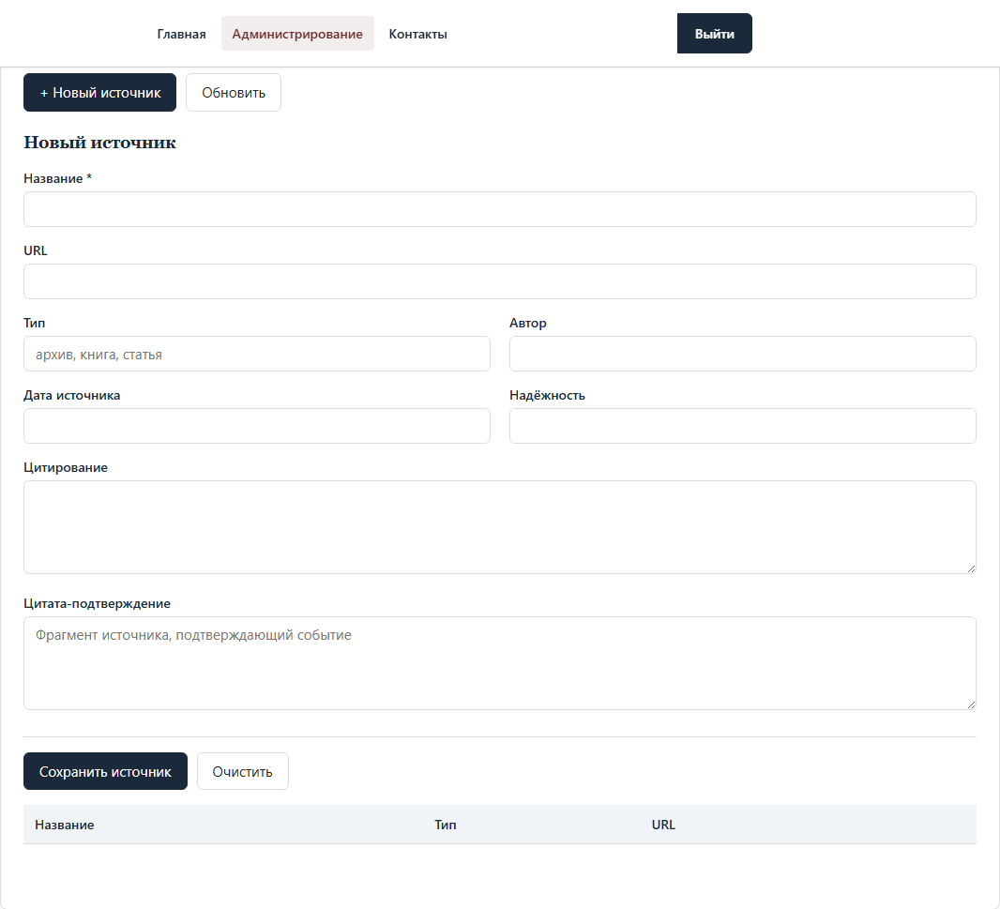 Главная Администрирование Контакты Выйти
+ Новый источник Обновить
Новый источник
Название *
URL
Тип Автор
архив, книга, статья
Дата источника Надёжность
Цитирование
Цитата-подтверждение
Фрагмент источника, подтверждающий событие
Сохранить источник Очистить
Название Тип URL